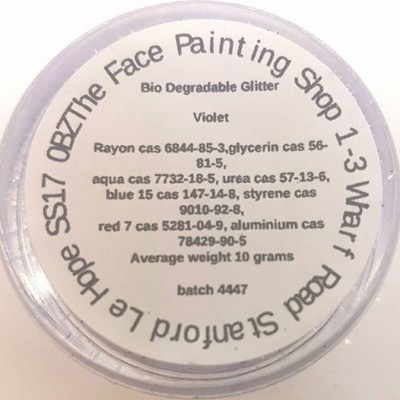 The Face Painting Shop 1-3 Wharf Road Stanford Le Hope SS17 0BZ
Bio Degradable Glitter
Violet
Rayon cas 6844-85-3,glycerin cas 56-
81-5,
aqua cas 7732-18-5, urea cas 57-13-6,
blue 15 cas 147-14-8, styrene cas
9010-92-8,
red 7 cas 5281-04-9, aluminium cas
78429-90-5
Average weight 10 grams
batch 4447